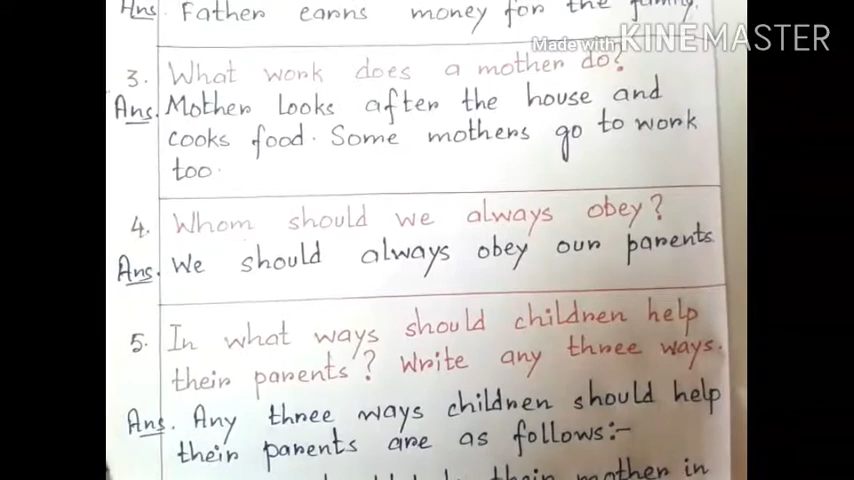 Ans. Father earns money for the family.
Made with KINEMASTER
3. What work does a mother do?
Ans. Mother looks after the house and
cooks food. Some mothers go to work
too.
4. Whom should we always obey?
Ans. We should always obey our parents
5. In what ways should children help
their parents? Write any three ways.
Ans. Any three ways children should help
their parents are as follows:-
their mother in